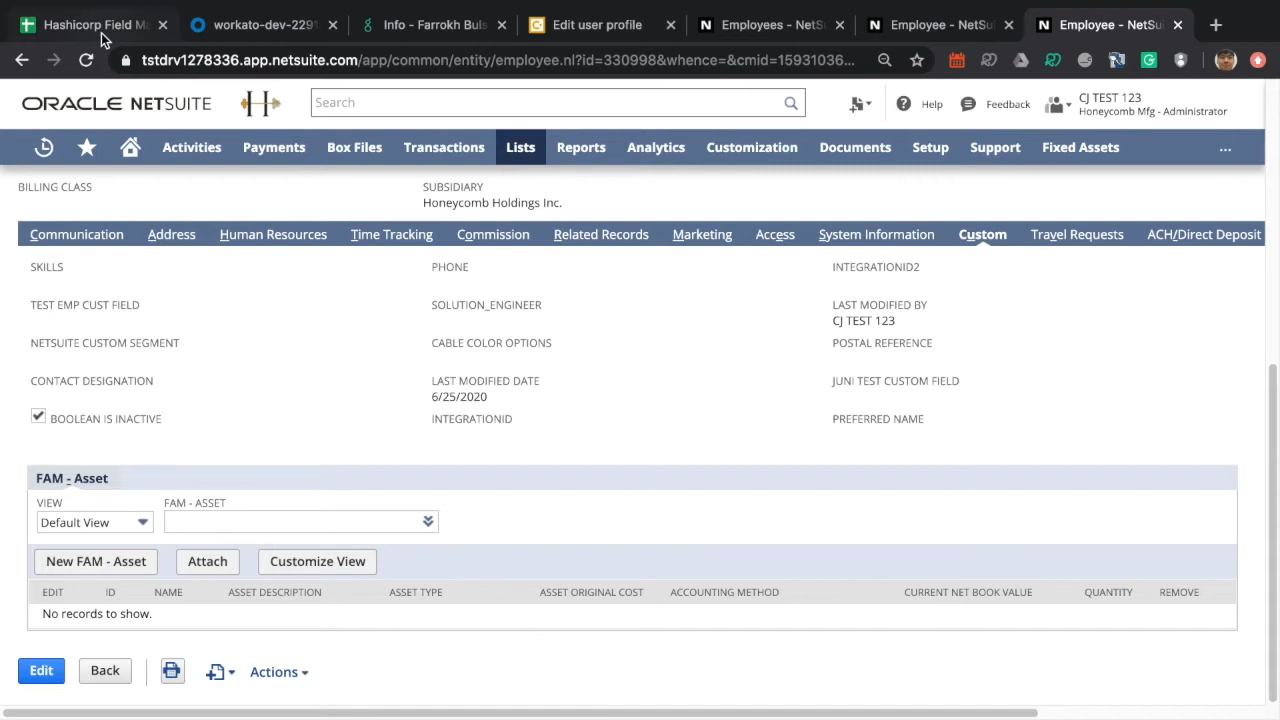 Hashicorp Field Ma
workato-dev-2291
Info - Farrokh Buls
Edit user profile
Employees - NetSu
Employee - NetSu
Employee - NetSu
tstdrv1278336.app.netsuite.com/app/common/entity/employee.nl?id=330998&whence=&cmid=15931036...
ORACLE NETSUITE
Search
Help
Feedback
CJ TEST 123
Honeycomb Mfg - Administrator
Activities
Payments
Box Files
Transactions
Lists
Reports
Analytics
Customization
Documents
Setup
Support
Fixed Assets
...
BILLING CLASS
SUBSIDIARY
Honeycomb Holdings Inc.
Communication
Address
Human Resources
Time Tracking
Commission
Related Records
Marketing
Access
System Information
Custom
Travel Requests
ACH/Direct Deposit
SKILLS
PHONE
INTEGRATIONID2
TEST EMP CUST FIELD
SOLUTION_ENGINEER
LAST MODIFIED BY
CJ TEST 123
NETSUITE CUSTOM SEGMENT
CABLE COLOR OPTIONS
POSTAL REFERENCE
CONTACT DESIGNATION
LAST MODIFIED DATE
6/25/2020
JUNI TEST CUSTOM FIELD
BOOLEAN IS INACTIVE
INTEGRATIONID
PREFERRED NAME
FAM - Asset
VIEW
FAM - ASSET
Default View
New FAM - Asset
Attach
Customize View
EDIT
ID
NAME
ASSET DESCRIPTION
ASSET TYPE
ASSET ORIGINAL COST
ACCOUNTING METHOD
CURRENT NET BOOK VALUE
QUANTITY
REMOVE
No records to show.
Edit
Back
Actions